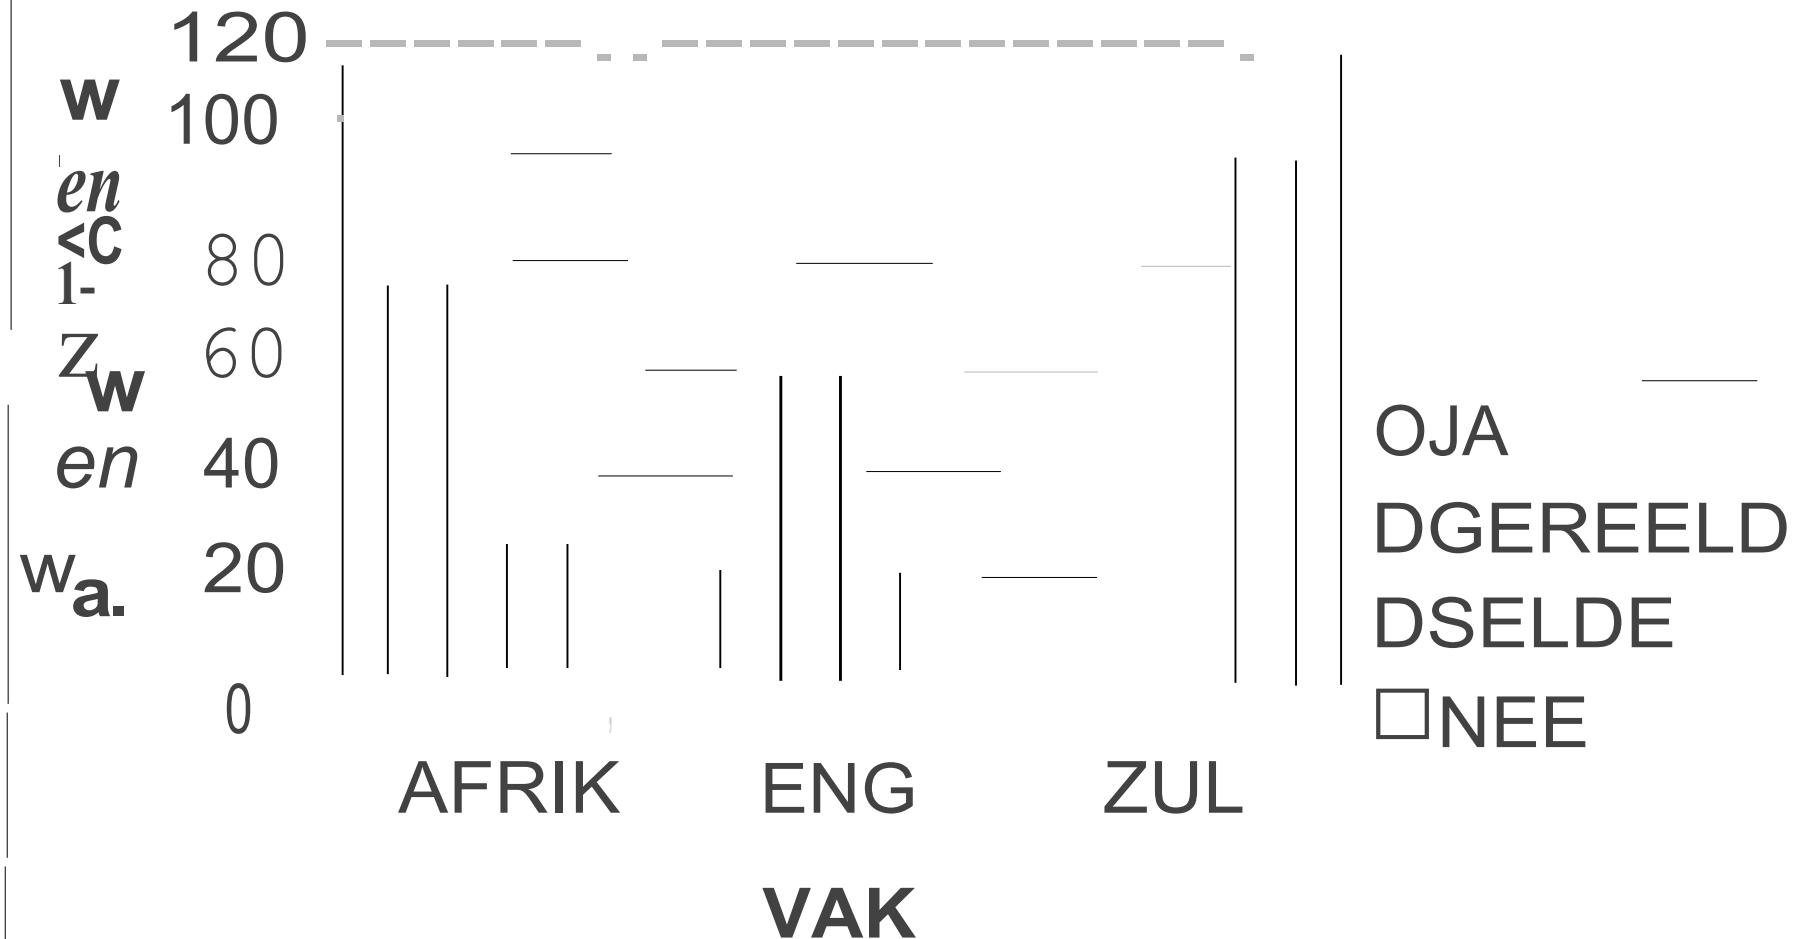 120
w
100
en
<C
80
1-
60
z
w
OJA
en
40
DGEREELD
20
w
a.
DSELDE
0
□NEE
AFRIK ENG ZUL
VAK